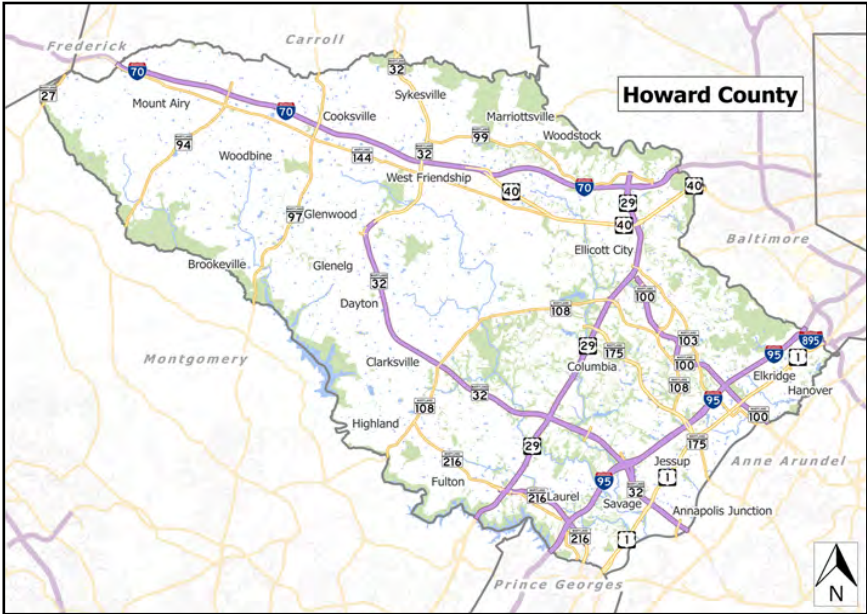 Carroll
Frederick
70
32
27
Mount Airy
Sykesville
Howard County
70
Cooksville
Marriottsville
Woodstock
94
99
32
144
Woodbine
West Friendship
70
40
29
40
97
Glenwood
40
Ellicott City
Baltimore
Brookeville
Glenelg
32
100
Dayton
108
895
103
29
175
95
1
Montgomery
Clarksville
Columbia
100
Elkridge
32
108
Hanover
95
108
100
Highland
29
175
216
Jessup
Anne Arundel
Fulton
95
1
32
216
Laurel
Savage
Annapolis Junction
216
1
Prince Georges
N